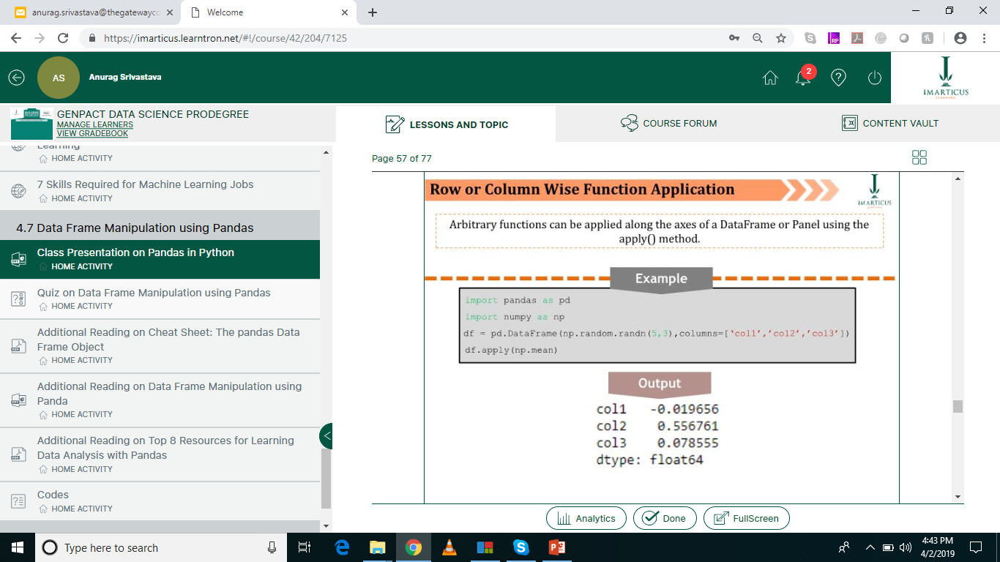 anurag.srivastava@thegatewayco
Welcome
https://imarticus.learntron.net/#!/course/42/204/7125
RP
AS
Anurag Srivastava
2
IMARTICUS
LEARNING
GENPACT DATA SCIENCE PRODEGREE
MANAGE LEARNERS
VIEW GRADEBOOK
LESSONS AND TOPIC
COURSE FORUM
CONTENT VAULT
Learning
HOME ACTIVITY
7 Skills Required for Machine Learning Jobs
HOME ACTIVITY
4.7 Data Frame Manipulation using Pandas
Class Presentation on Pandas in Python
HOME ACTIVITY
Quiz on Data Frame Manipulation using Pandas
HOME ACTIVITY
Additional Reading on Cheat Sheet: The pandas Data
Frame Object
HOME ACTIVITY
Additional Reading on Data Frame Manipulation using
Panda
HOME ACTIVITY
Additional Reading on Top 8 Resources for Learning
Data Analysis with Pandas
HOME ACTIVITY
Codes
HOME ACTIVITY
Page 57 of 77
Row or Column Wise Function Application
IMARTICUS
Arbitrary functions can be applied along the axes of a DataFrame or Panel using the
apply() method.
Example
import pandas as pd
import numpy as np
df = pd.DataFrame(np.random.randn(5,3),columns=[‘col1’,’col2’,’col3’])
df.apply(np.mean)
Output
col1 -0.019656
col2 0.556761
col3 0.078555
dtype: float64
Analytics
Done
FullScreen
Type here to search
4:43 PM
4/2/2019